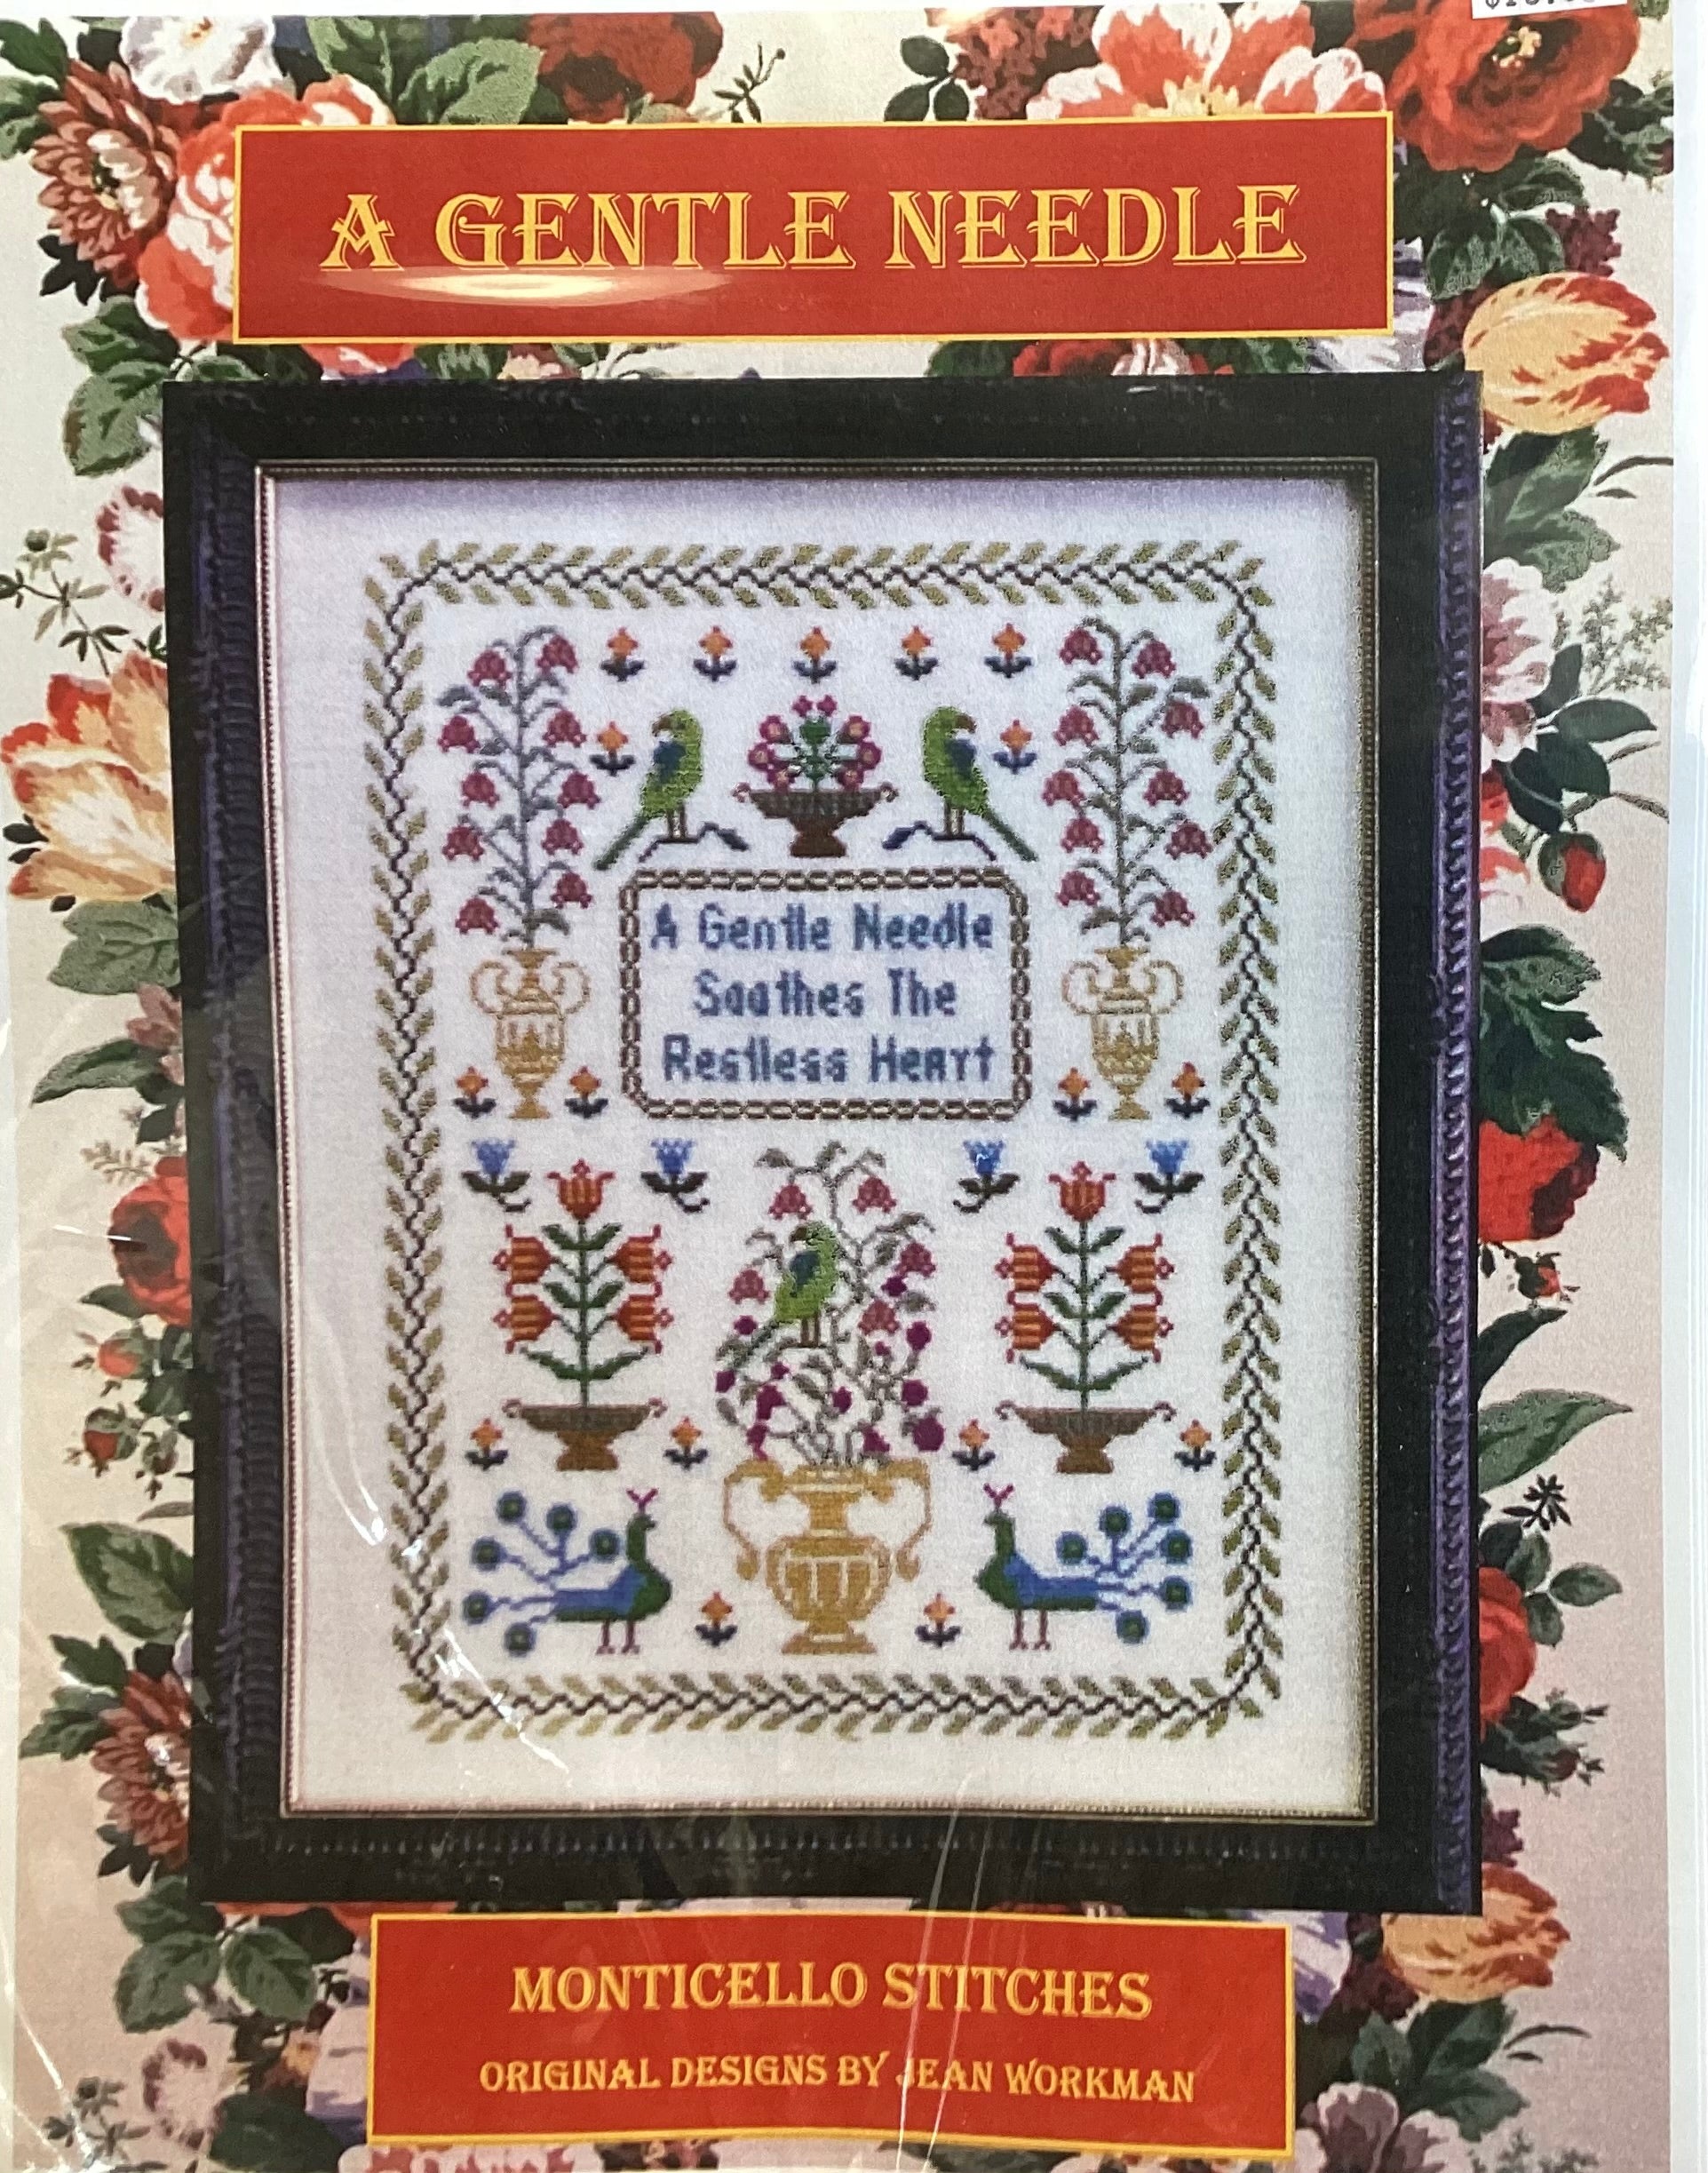 A GENTLE NEEDLE
A Gentle Needle
Soothes The
Restless Heart
MONTICELLO STITCHES
ORIGINAL DESIGNS BY JEAN WORKMAN